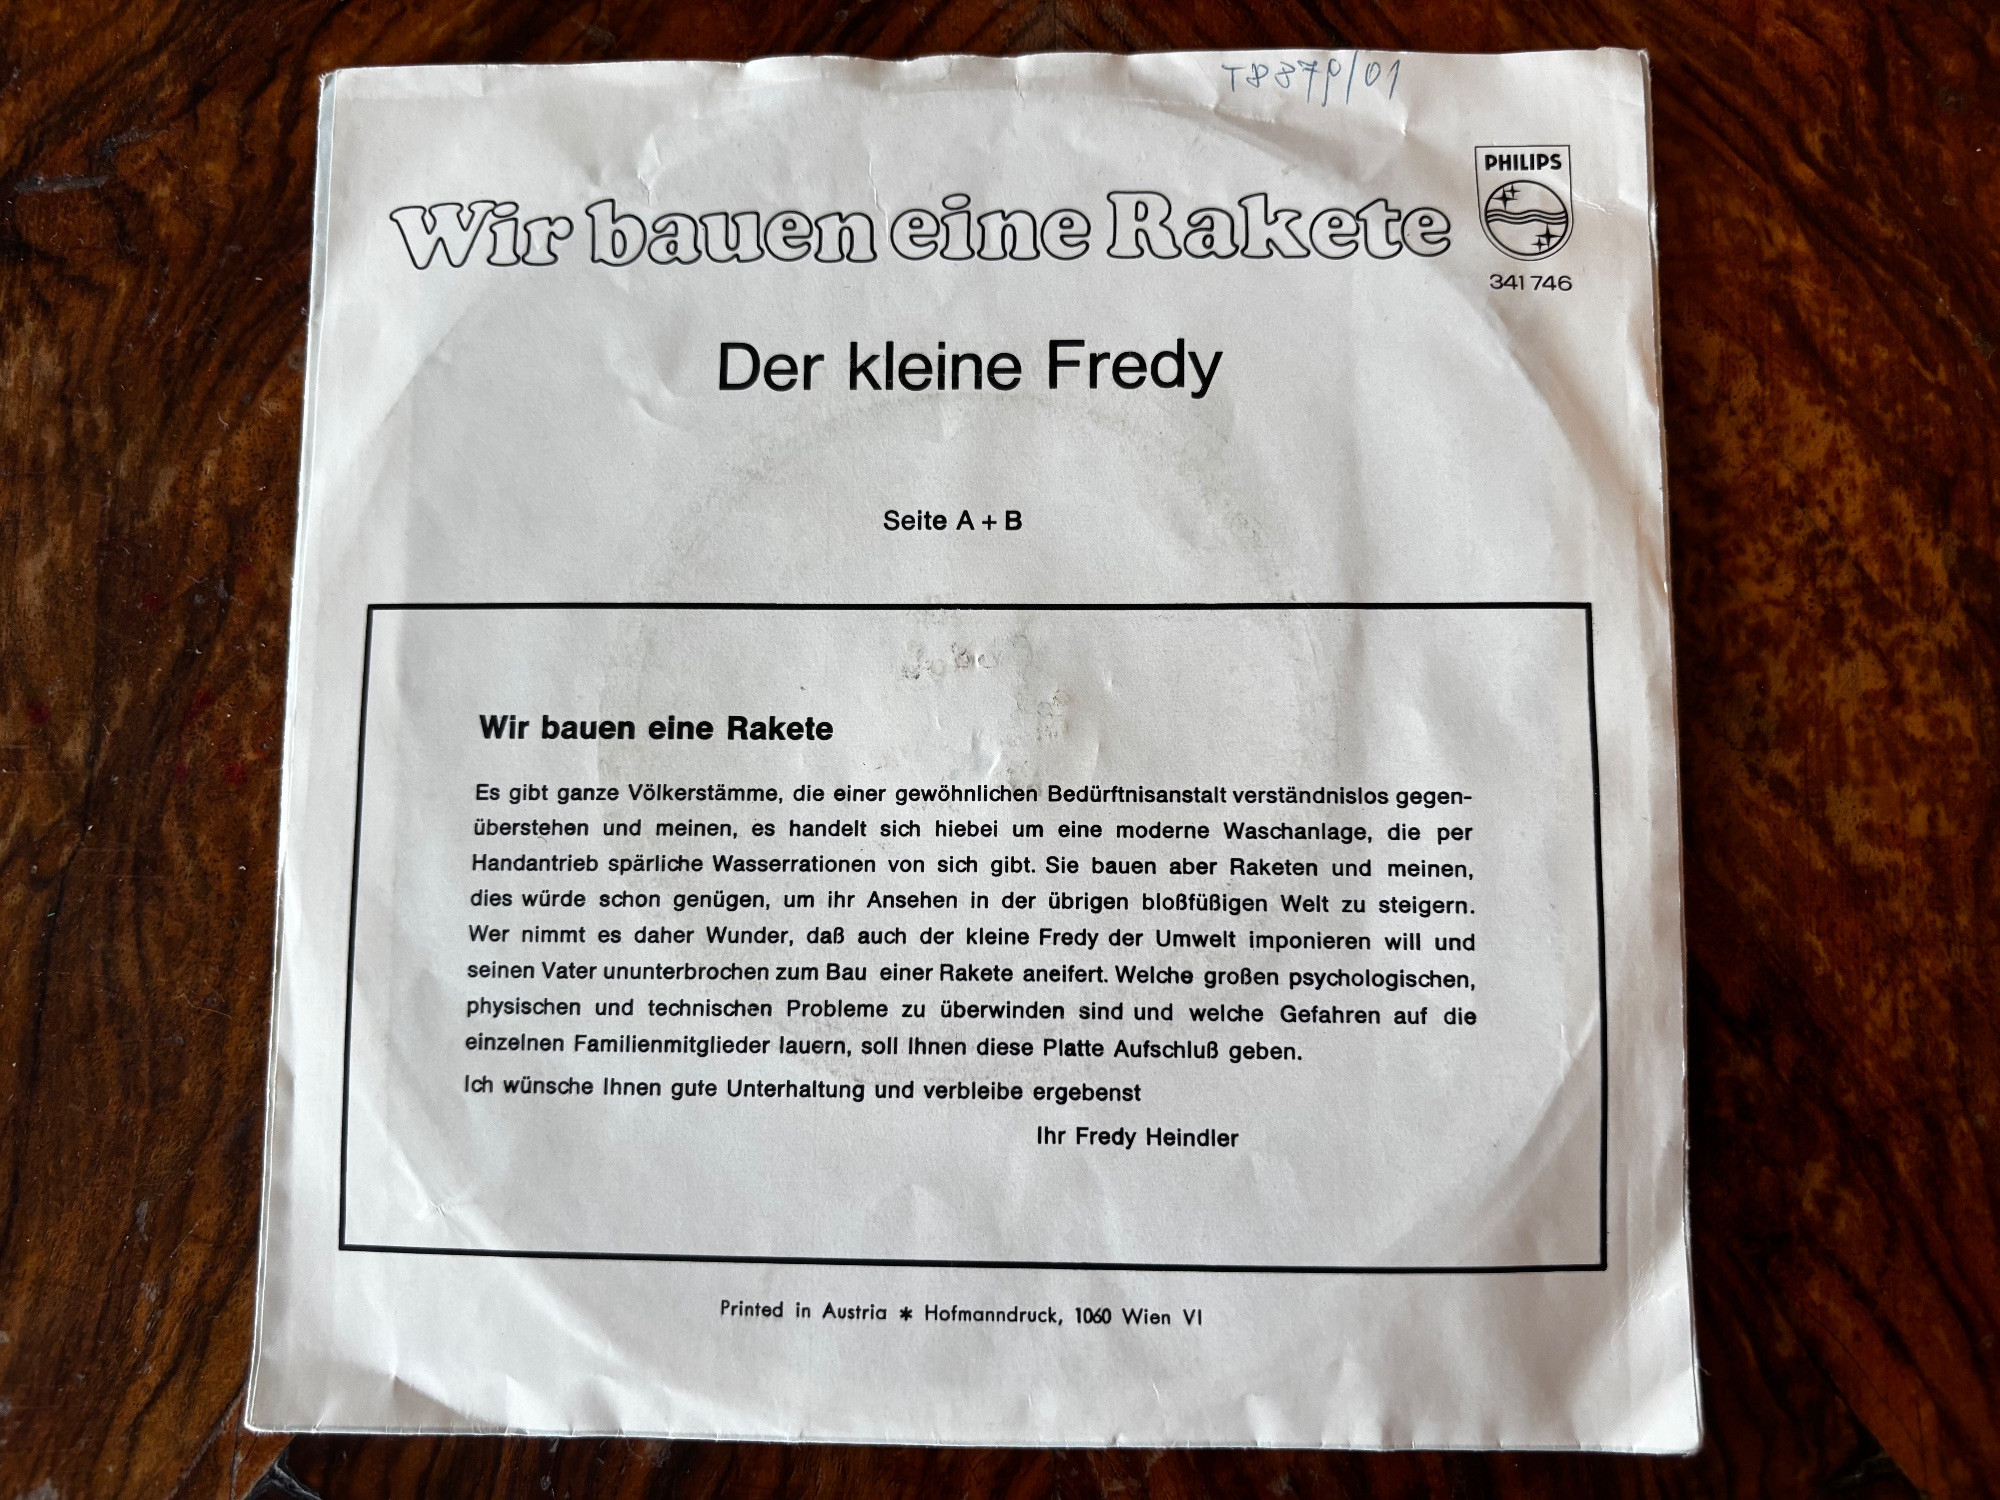 T8879/01
PHILIPS
Wir bauen eine Rakete
341 746
Der kleine Fredy
Seite A + B
Wir bauen eine Rakete
Es gibt ganze Völkerstämme, die einer gewöhnlichen Bedürftnisanstalt verständnislos gegen-
überstehen und meinen, es handelt sich hiebei um eine moderne Waschanlage, die per
Handantrieb spärliche Wasserrationen von sich gibt. Sie bauen aber Raketen und meinen,
dies würde schon genügen, um ihr Ansehen in der übrigen bloßfüßigen Welt zu steigern.
Wer nimmt es daher Wunder, daß auch der kleine Fredy der Umwelt imponieren will und
seinen Vater ununterbrochen zum Bau einer Rakete aneifert. Welche großen psychologischen,
physischen und technischen Probleme zu überwinden sind und welche Gefahren auf die
einzelnen Familienmitglieder lauern, soll Ihnen diese Platte Aufschluß geben.
Ich wünsche Ihnen gute Unterhaltung und verbleibe ergebenst
Ihr Fredy Heindler
Printed in Austria * Hofmanndruck, 1060 Wien VI